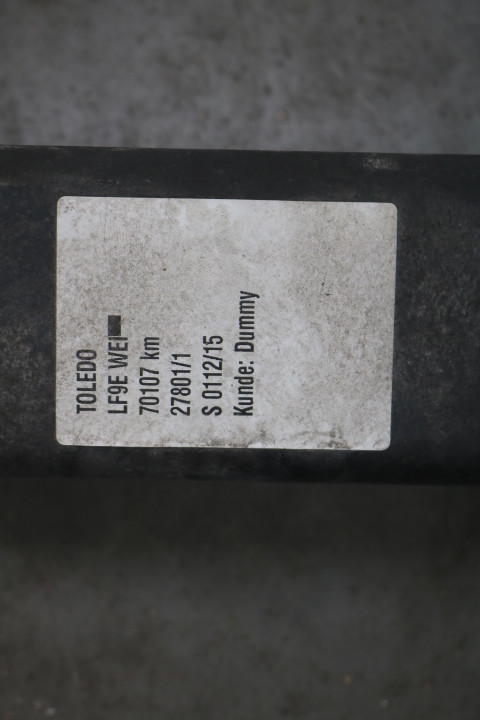 TOLEDO
LF9E WEI■
70107 km
27801/1
S 0112/15
Kunde: Dummy